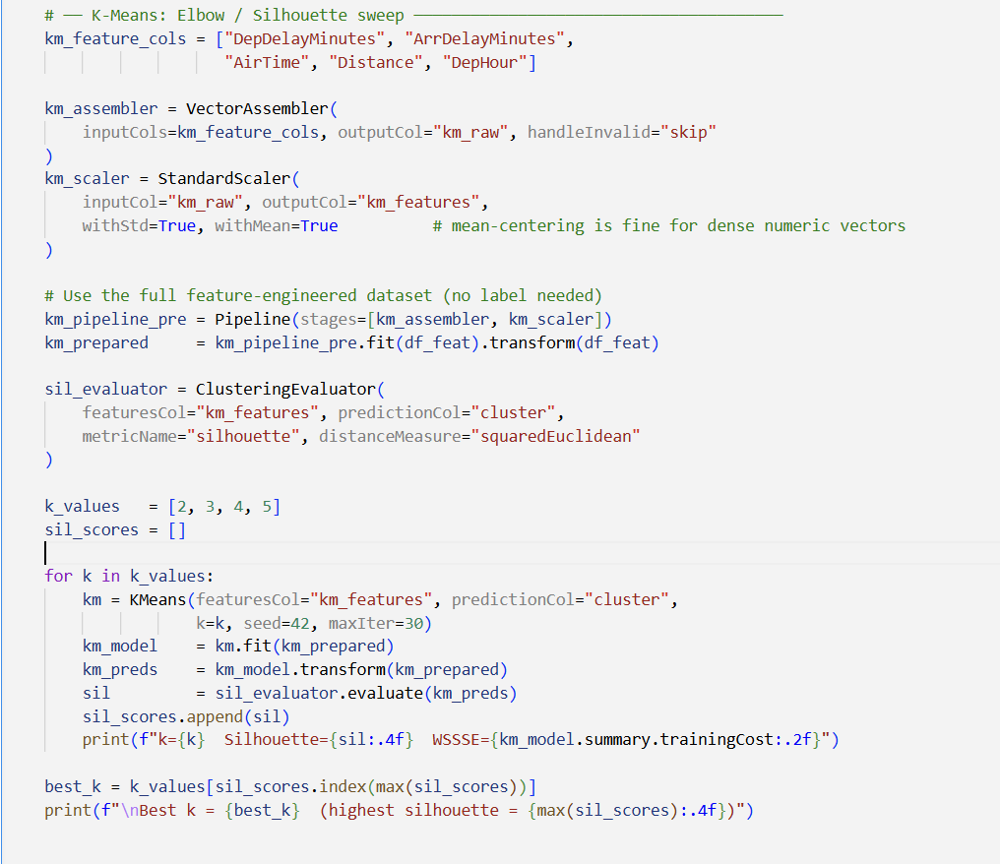 # —— K-Means: Elbow / Silhouette sweep ———————————————————————————————————————
km_feature_cols = ["DepDelayMinutes", "ArrDelayMinutes",
                   "AirTime", "Distance", "DepHour"]

km_assembler = VectorAssembler(
    inputCols=km_feature_cols, outputCol="km_raw", handleInvalid="skip"
)
km_scaler = StandardScaler(
    inputCol="km_raw", outputCol="km_features",
    withStd=True, withMean=True          # mean-centering is fine for dense numeric vectors
)

# Use the full feature-engineered dataset (no label needed)
km_pipeline_pre = Pipeline(stages=[km_assembler, km_scaler])
km_prepared     = km_pipeline_pre.fit(df_feat).transform(df_feat)

sil_evaluator = ClusteringEvaluator(
    featuresCol="km_features", predictionCol="cluster",
    metricName="silhouette", distanceMeasure="squaredEuclidean"
)

k_values   = [2, 3, 4, 5]
sil_scores = []

for k in k_values:
    km = KMeans(featuresCol="km_features", predictionCol="cluster",
                k=k, seed=42, maxIter=30)
    km_model    = km.fit(km_prepared)
    km_preds    = km_model.transform(km_prepared)
    sil         = sil_evaluator.evaluate(km_preds)
    sil_scores.append(sil)
    print(f"k={k}  Silhouette={sil:.4f}  WSSSE={km_model.summary.trainingCost:.2f}")

best_k = k_values[sil_scores.index(max(sil_scores))]
print(f"\nBest k = {best_k}  (highest silhouette = {max(sil_scores):.4f})")